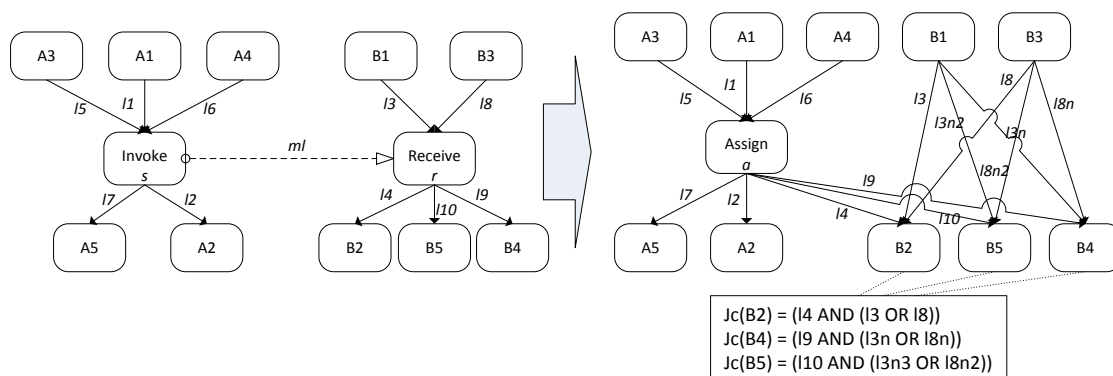 A3
A1
A4
B1
B3
l5
l1
l6
l3
l8
Invoke
s
ml
Receive
r
l7
l2
l4
l10
l9
A5
A2
B2
B5
B4
A3
A1
A4
B1
B3
l5
l1
l6
l3
l3n2
l3n
l8
l8n
Assign
a
l8n2
l9
l7
l2
l4
l10
A5
A2
B2
B5
B4
Jc(B2) = (l4 AND (l3 OR l8))
Jc(B4) = (l9 AND (l3n OR l8n))
Jc(B5) = (l10 AND (l3n3 OR l8n2))